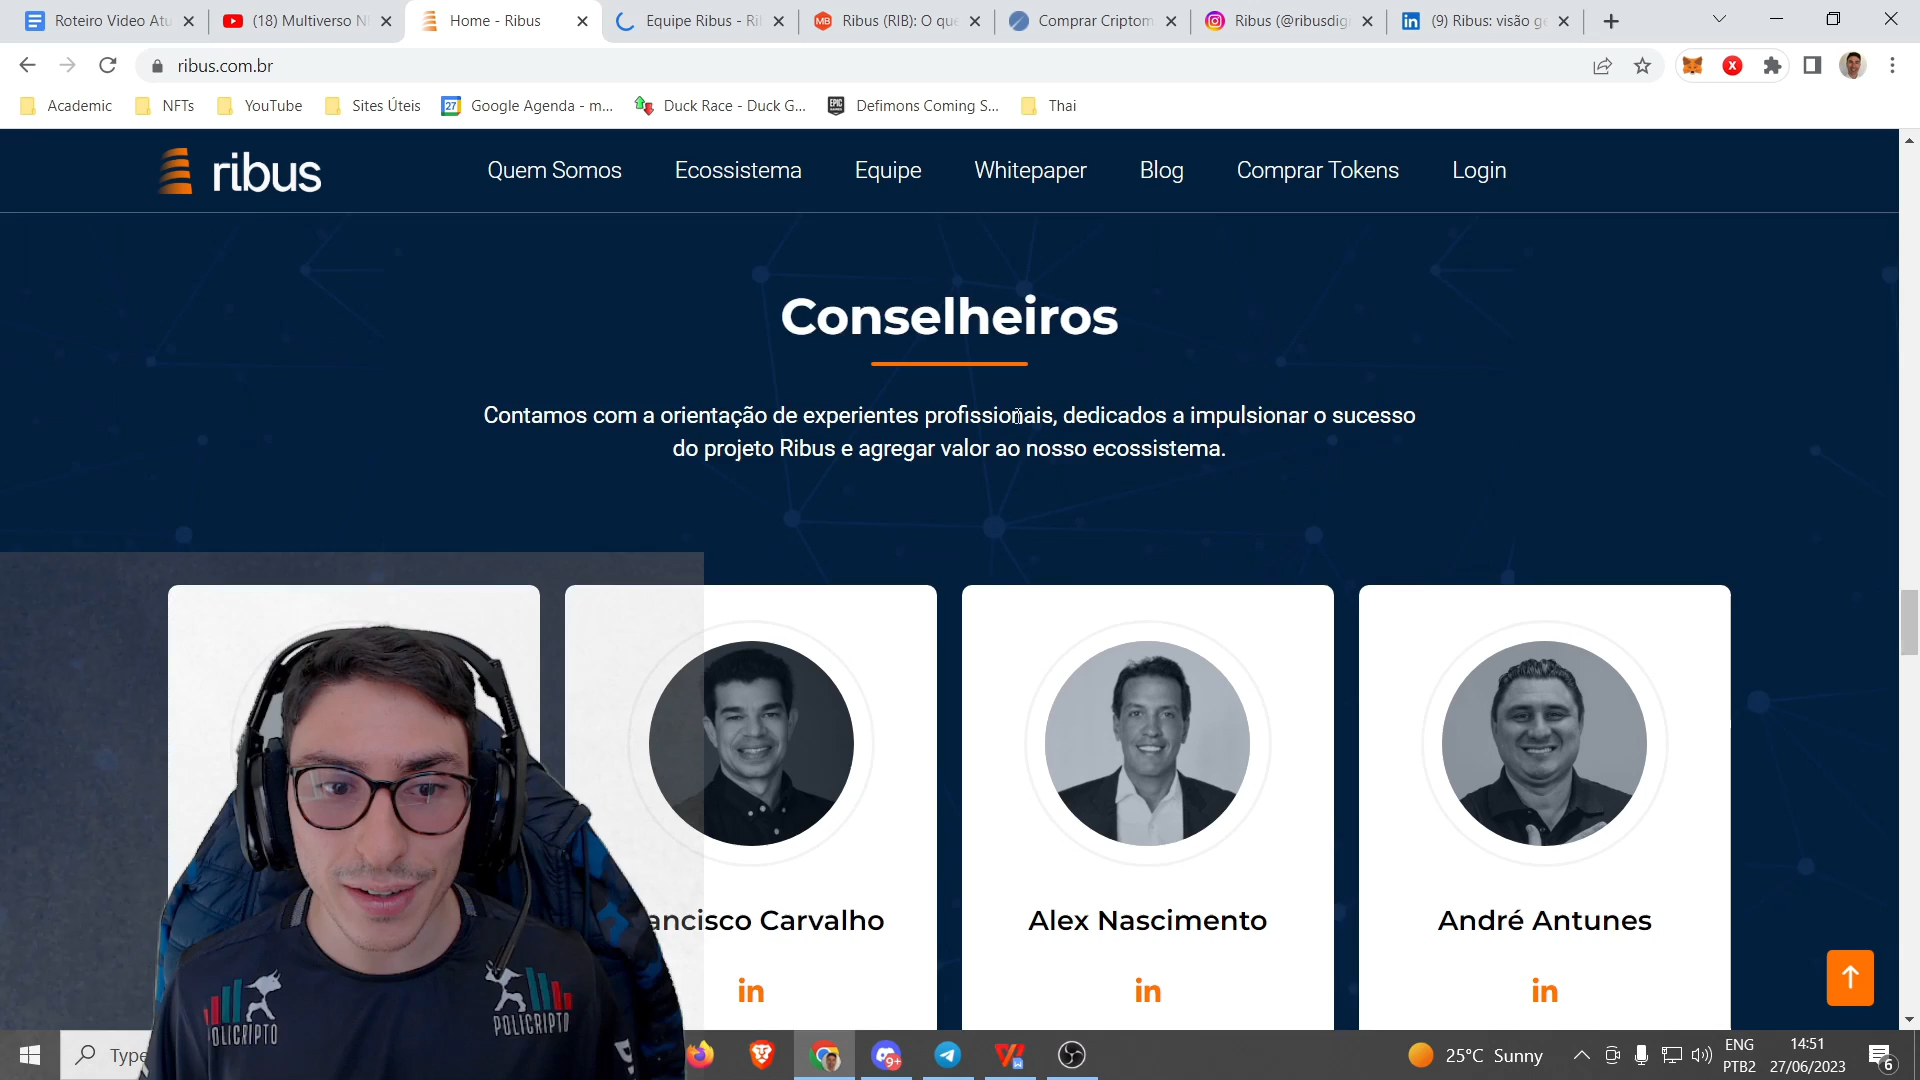 Roteiro Video Atu
(18) Multiverso N
Home - Ribus
Equipe Ribus - Ri
Ribus (RIB): O que
Comprar Criptom
Ribus (@ribusdig
(9) Ribus: visão ge
ribus.com.br
Academic
NFTs
YouTube
Sites Úteis
Google Agenda - m...
Duck Race - Duck G...
Defimons Coming S...
Thai
ribus
Quem Somos
Ecossistema
Equipe
Whitepaper
Blog
Comprar Tokens
Login
Conselheiros
Contamos com a orientação de experientes profissionais, dedicados a impulsionar o sucesso
do projeto Ribus e agregar valor ao nosso ecossistema.
ancisco Carvalho
Alex Nascimento
André Antunes
in
in
in
POLICRIPTO
POLICRIPTO
Type
9+
25°C Sunny
ENG
PTB2
14:51
27/06/2023
6